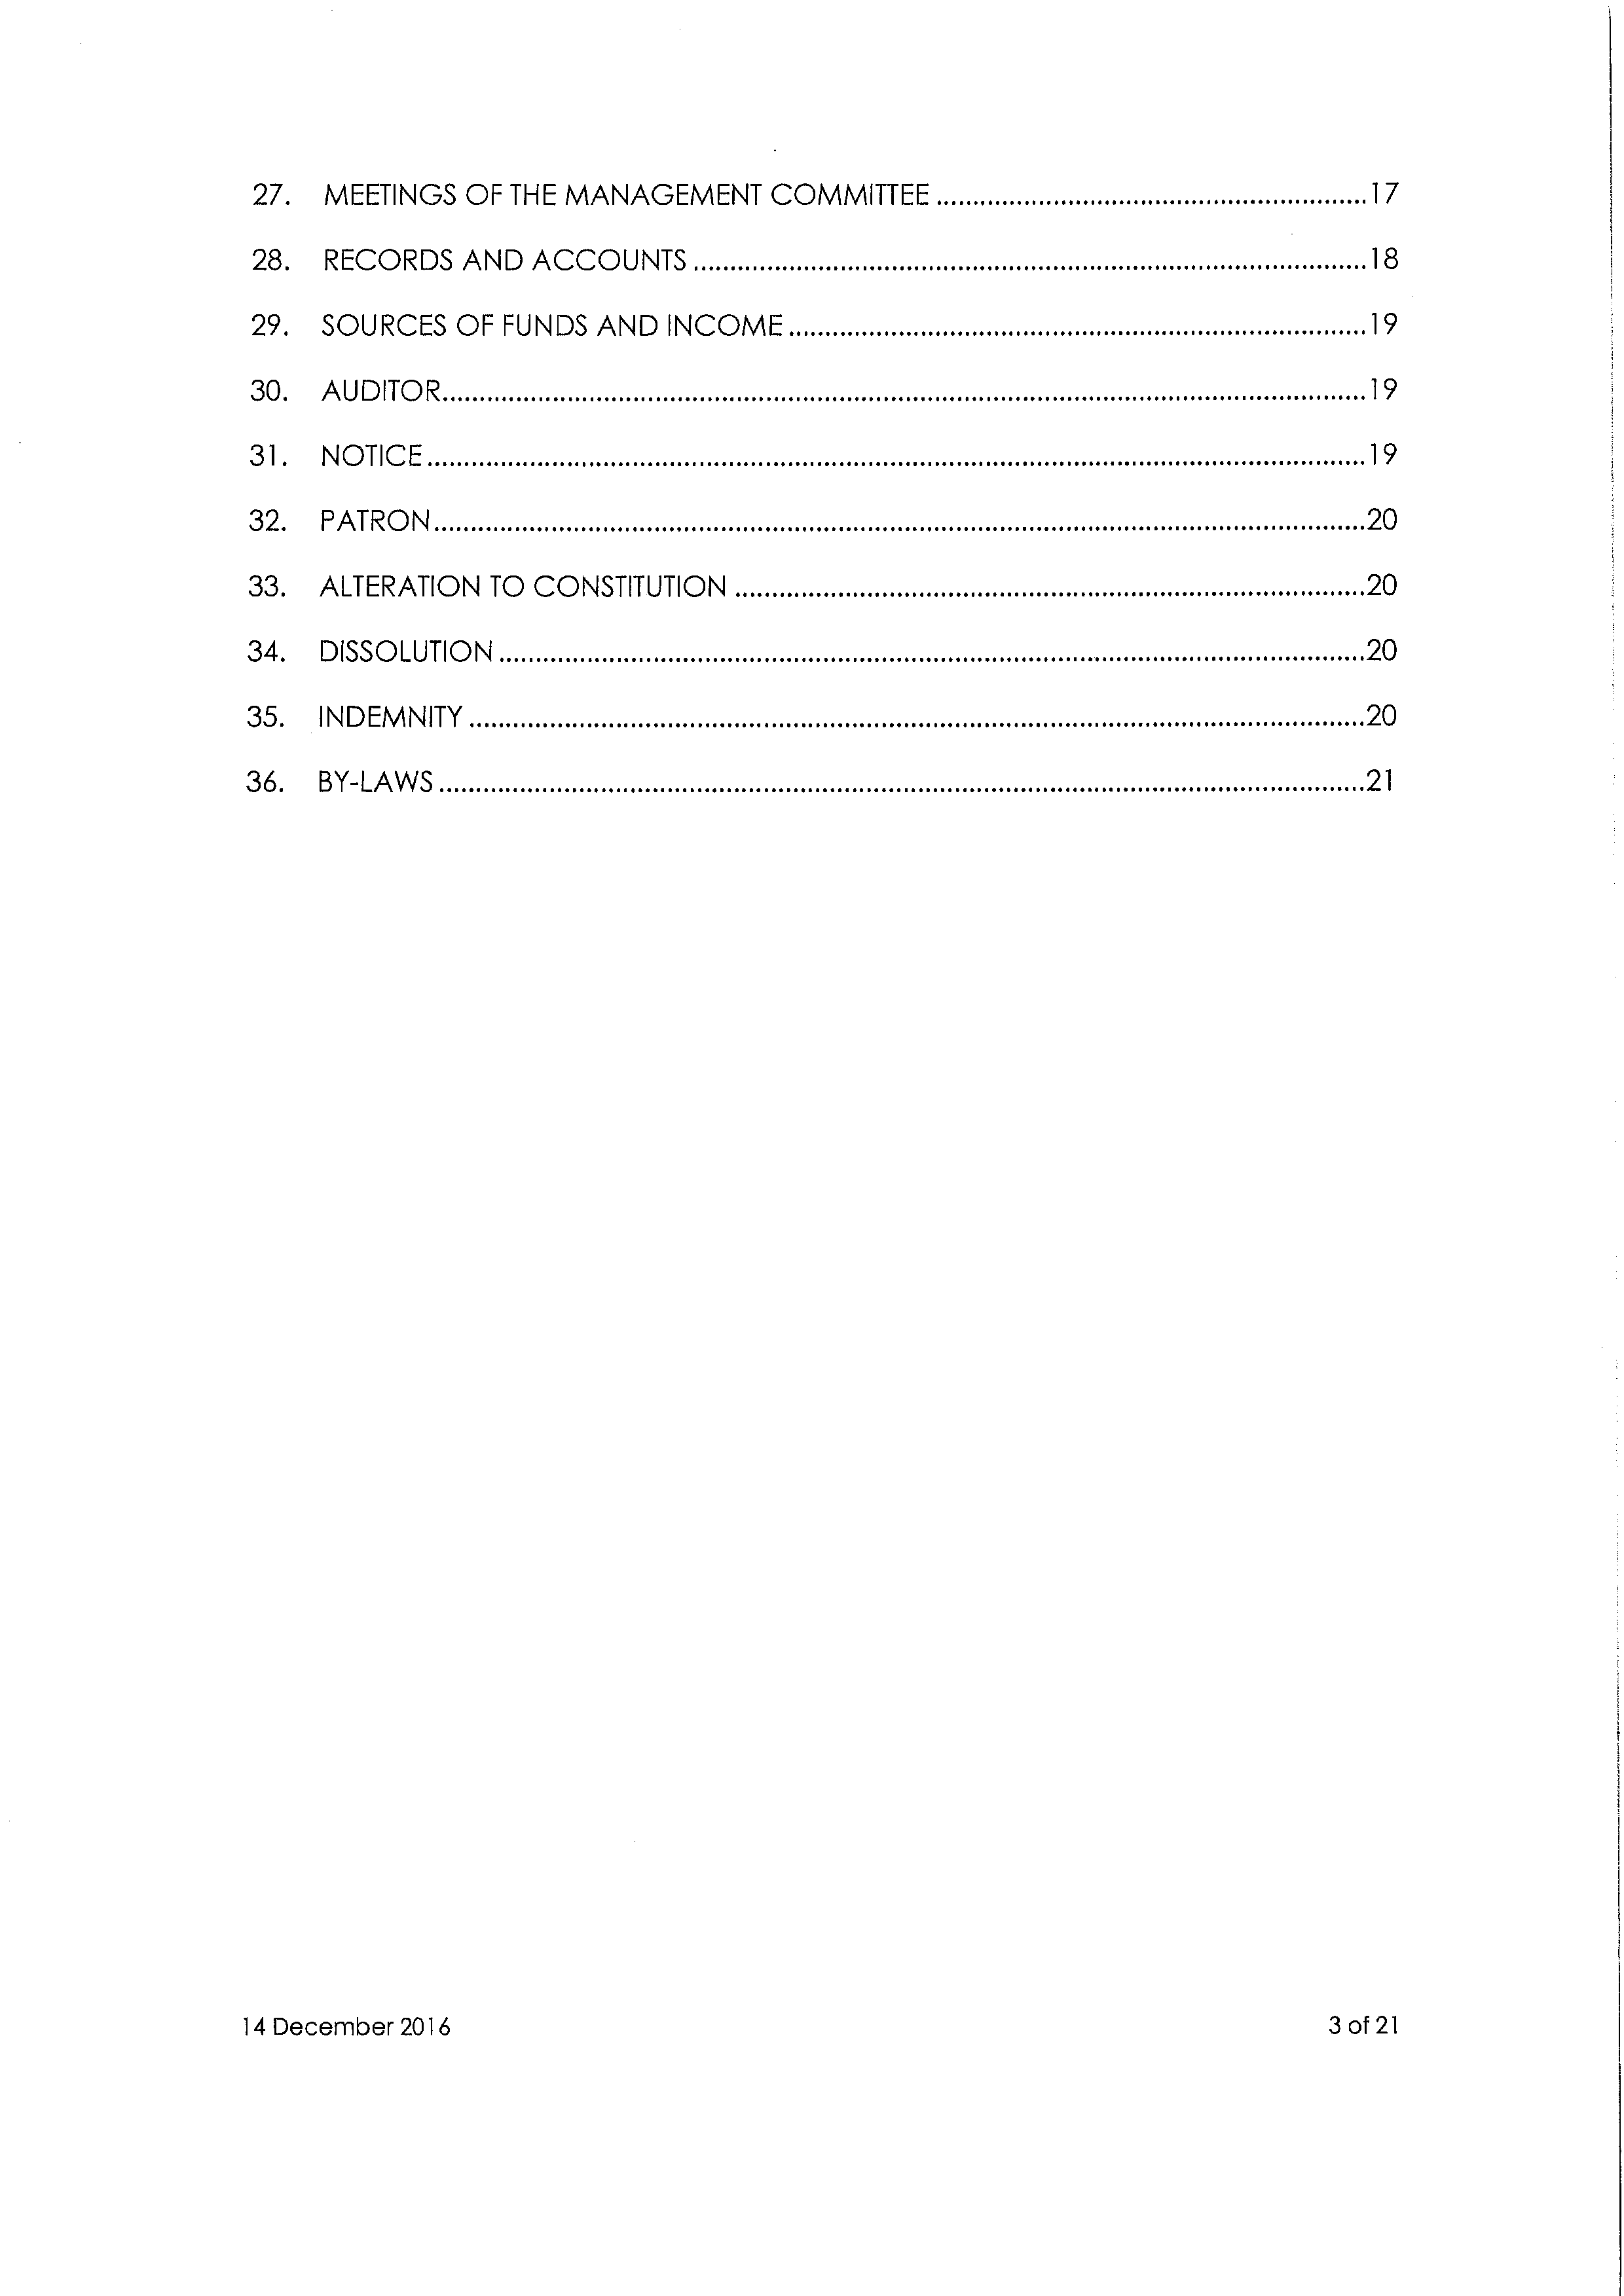 27. MEETINGS OF THE MANAGEMENT COMMITTEE ........................................................... 17
28. RECORDS AND ACCOUNTS ............................................................................................ 18
29. SOURCES OF FUNDS AND INCOME ............................................................................... 19
30. AUDITOR .............................................................................................................................. 19
31. NOTICE ................................................................................................................................ 19
32. PATRON ............................................................................................................................... 20
33. ALTERATION TO CONSTITUTION ...................................................................................... 20
34. DISSOLUTION ...................................................................................................................... 20
35. INDEMNITY .......................................................................................................................... 20
36. BY-LAWS .............................................................................................................................. 21
14 December 2016 3 of 21